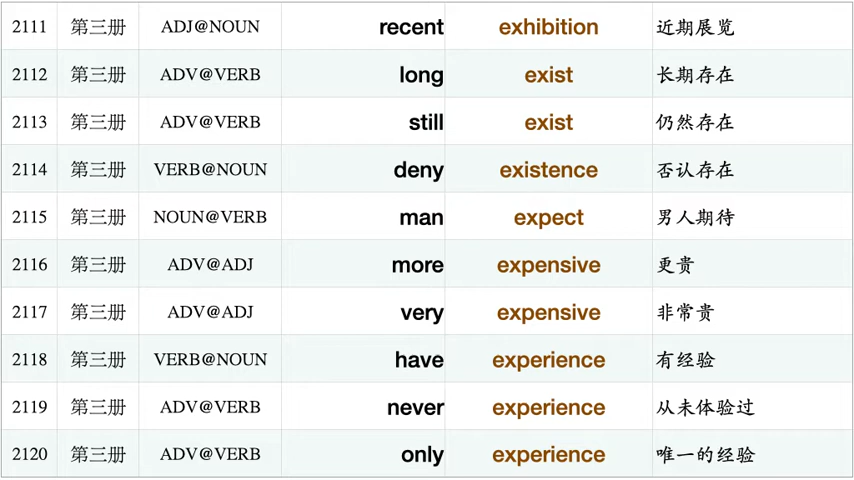 2111 第三册 ADJ@NOUN recent exhibition 近期展览
2112 第三册 ADV@VERB long exist 长期存在
2113 第三册 ADV@VERB still exist 仍然存在
2114 第三册 VERB@NOUN deny existence 否认存在
2115 第三册 NOUN@VERB man expect 男人期待
2116 第三册 ADV@ADJ more expensive 更贵
2117 第三册 ADV@ADJ very expensive 非常贵
2118 第三册 VERB@NOUN have experience 有经验
2119 第三册 ADV@VERB never experience 从未体验过
2120 第三册 ADV@VERB only experience 唯一的经验